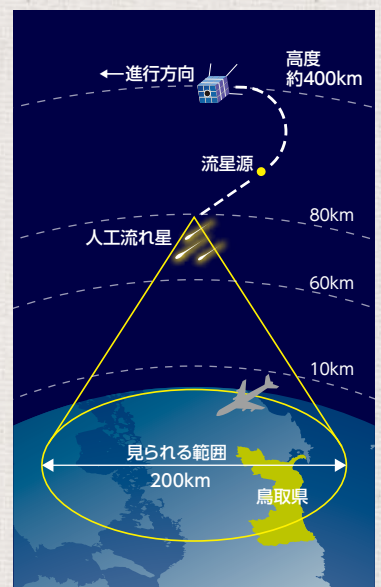 ←進行方向
高度
約400km
流星源
80km
人工流れ星
60km
10km
見られる範囲
200km
鳥取県